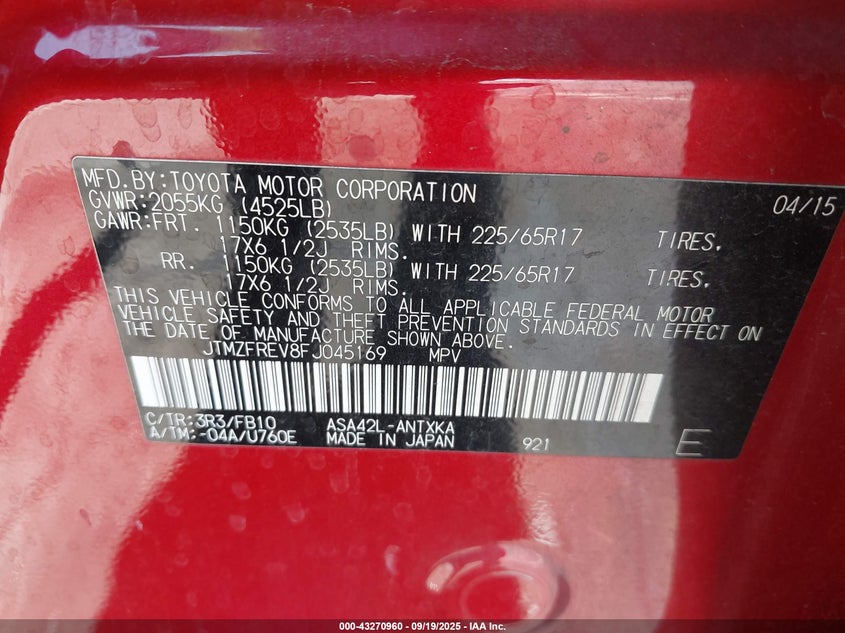 MFD.BY:TOYOTA MOTOR CORPORATION 04/15
GVWR:2055KG (4525LB)
GAWR:FRT. 1150KG (2535LB) WITH 225/65R17 TIRES,
17X6 1/2J RIMS.
RR. 1150KG (2535LB) WITH 225/65R17 TIRES,
17X6 1/2J RIMS.
THIS VEHICLE CONFORMS TO ALL APPLICABLE FEDERAL MOTOR
VEHICLE SAFETY AND THEFT PREVENTION STANDARDS IN EFFECT ON
THE DATE OF MANUFACTURE SHOWN ABOVE.
JTMZFREV8FJ045169 MPV
C/TR:3R3/FB10 ASA42L-ANTXKA
A/TM:-04A/U760E MADE IN JAPAN 921 E
000-43270960 - 09/19/2025 - IAA Inc.